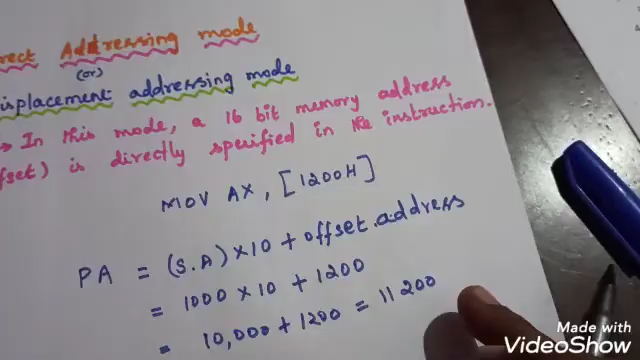 rect Addressing mode
(or)
isplacement addressing mode
→ In this mode, a 16 bit memory address
fset) is directly specified in the instruction.
MOV AX, [1200H]
PA = (S.A) × 10 + offset.address
= 1000 × 10 + 1200
= 10,000 + 1200 = 11200
Made with
VideoShow